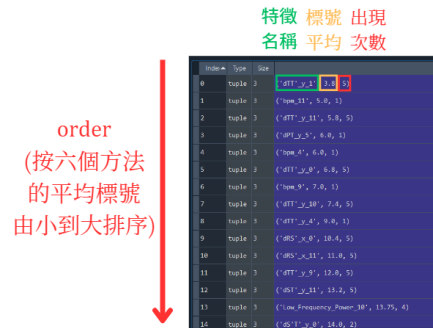 特徵 標號 出現
名稱 平均 次數
order
(按六個方法
的平均標號
由小到大排序)
Index Type Size
0 tuple 3 ('dTT'_y_1', 3.8, 5)
1 tuple 3 ('bpm_11', 5.0, 1)
2 tuple 3 ('dTT'_y_11', 5.8, 5)
3 tuple 3 ('dPT_y_5', 6.0, 1)
4 tuple 3 ('bpm_4', 6.0, 1)
5 tuple 3 ('dTT'_y_0', 6.8, 5)
6 tuple 3 ('bpm_9', 7.0, 1)
7 tuple 3 ('dTT'_y_10', 7.4, 5)
8 tuple 3 ('dTT'_y_4', 9.0, 1)
9 tuple 3 ('dRS'_x_0', 10.4, 5)
10 tuple 3 ('dRS'_x_11', 11.0, 5)
11 tuple 3 ('dTT'_y_9', 12.0, 5)
12 tuple 3 ('dST'_y_11', 13.2, 5)
13 tuple 3 ('Low_Frequency_Power_10', 13.75, 4)
14 tuple 3 ('dS'T'_y_0', 14.0, 2)